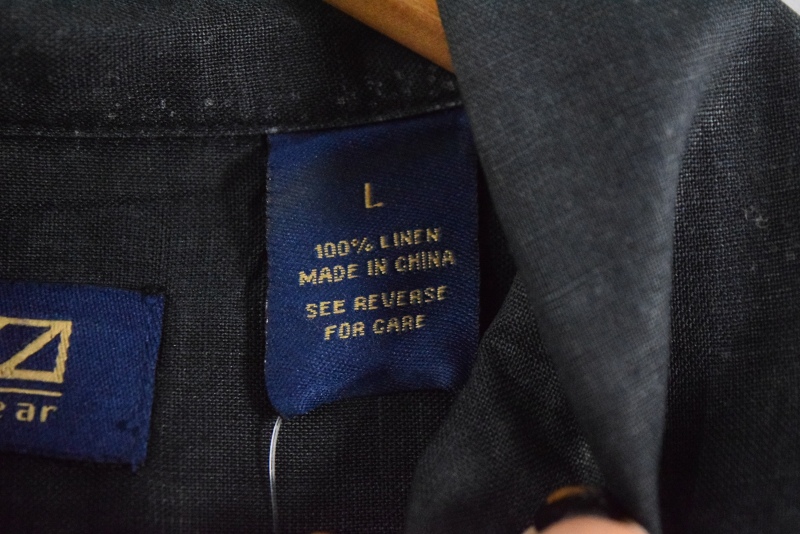 L
100% LINEN
MADE IN CHINA
SEE REVERSE
FOR CARE